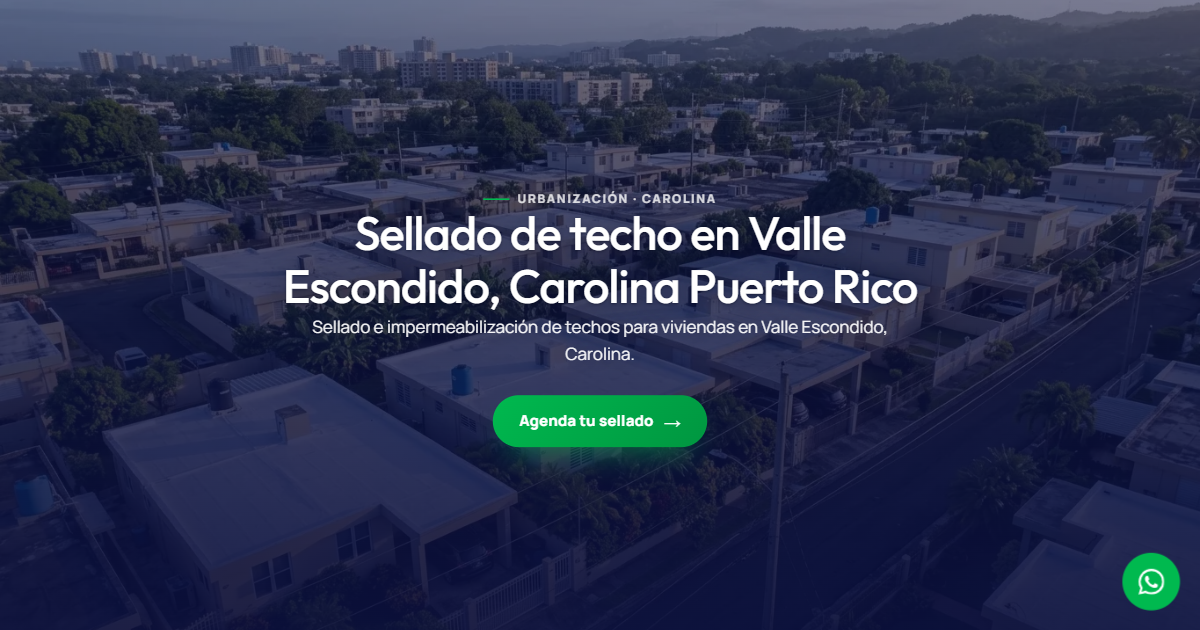 URBANIZACIÓN · CAROLINA
Sellado de techo en Valle
Escondido, Carolina Puerto Rico
Sellado e impermeabilización de techos para viviendas en Valle Escondido,
Carolina.
Agenda tu sellado →